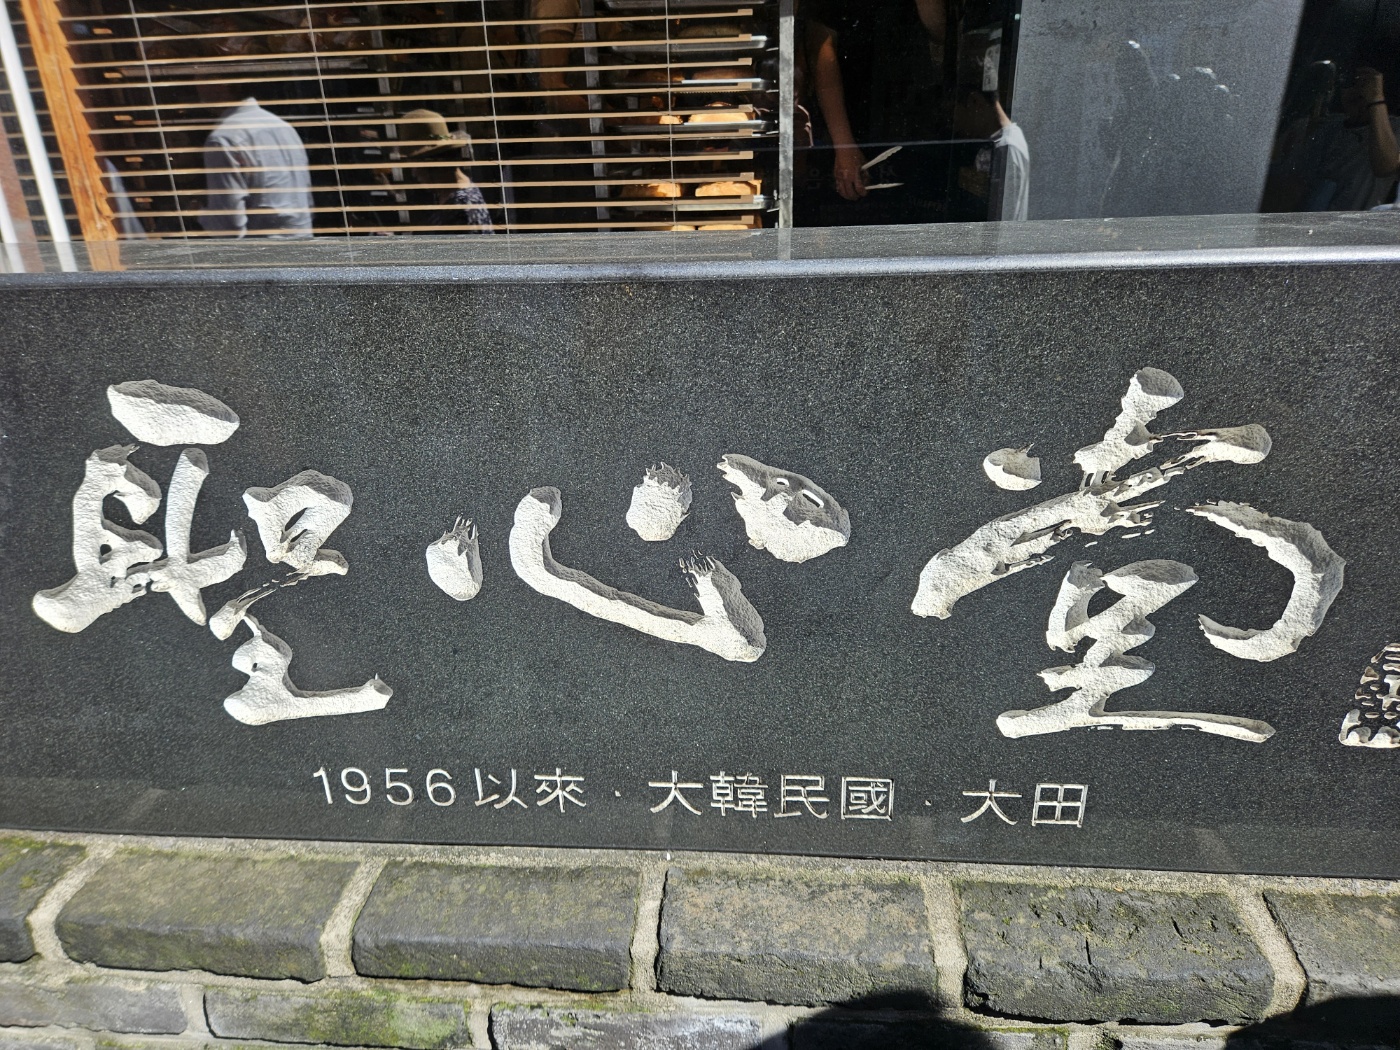 聖心堂
1956以來 · 大韓民國 · 大田